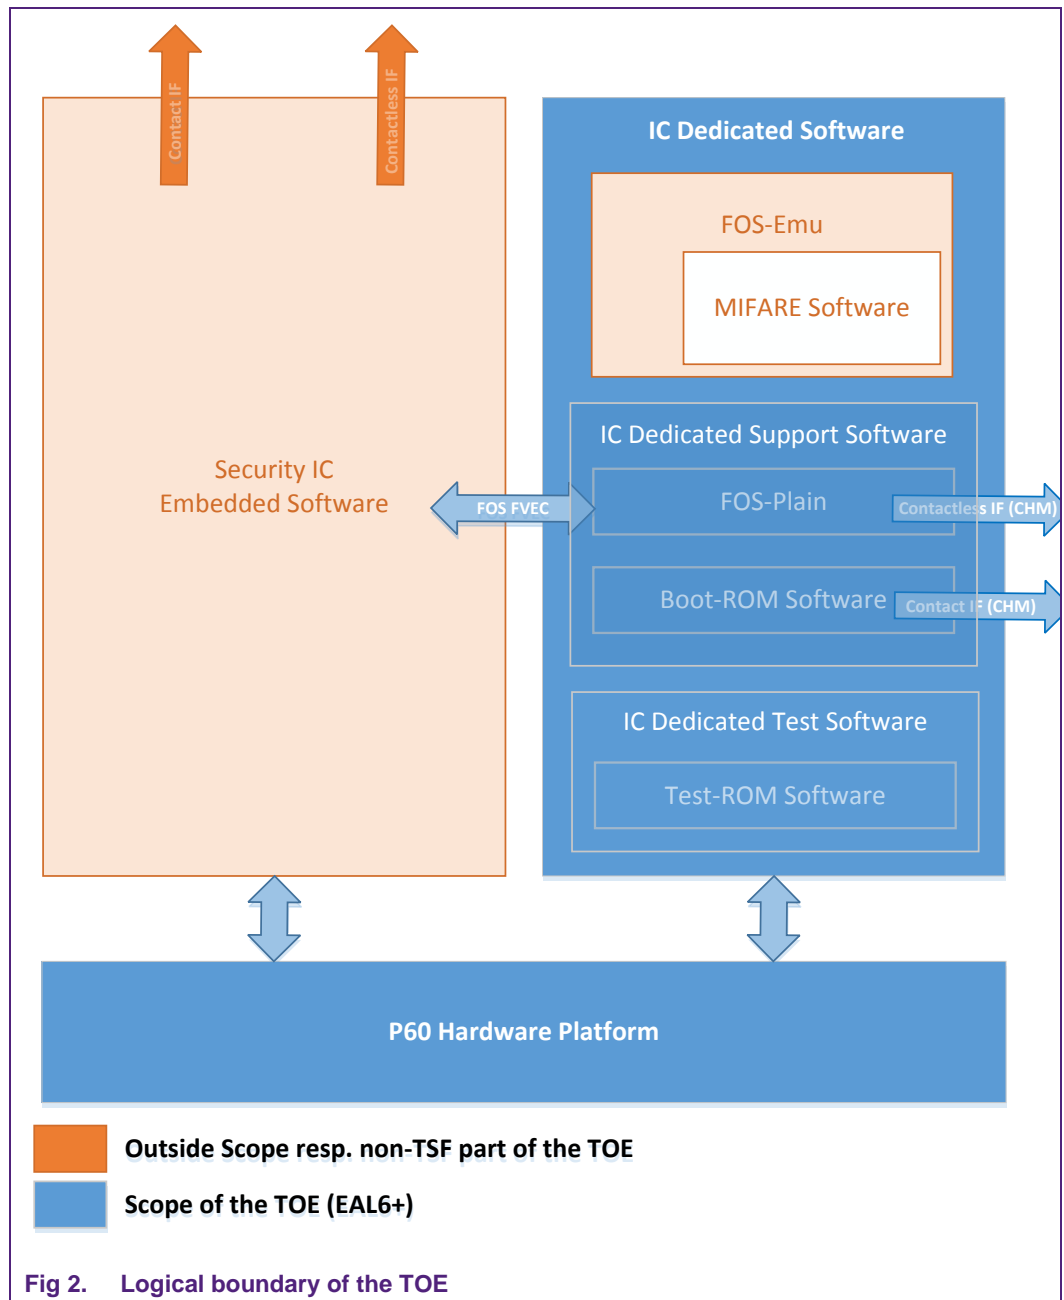 Contact IF
Contactless IF
IC Dedicated Software
FOS-Emu
MIFARE Software
IC Dedicated Support Software
Security IC
Embedded Software
FOS FVEC
FOS-Plain
Contactless IF (CHM)
Boot-ROM Software
Contact IF (CHM)
IC Dedicated Test Software
Test-ROM Software
P60 Hardware Platform
Outside Scope resp. non-TSF part of the TOE
Scope of the TOE (EAL6+)
Fig 2. Logical boundary of the TOE